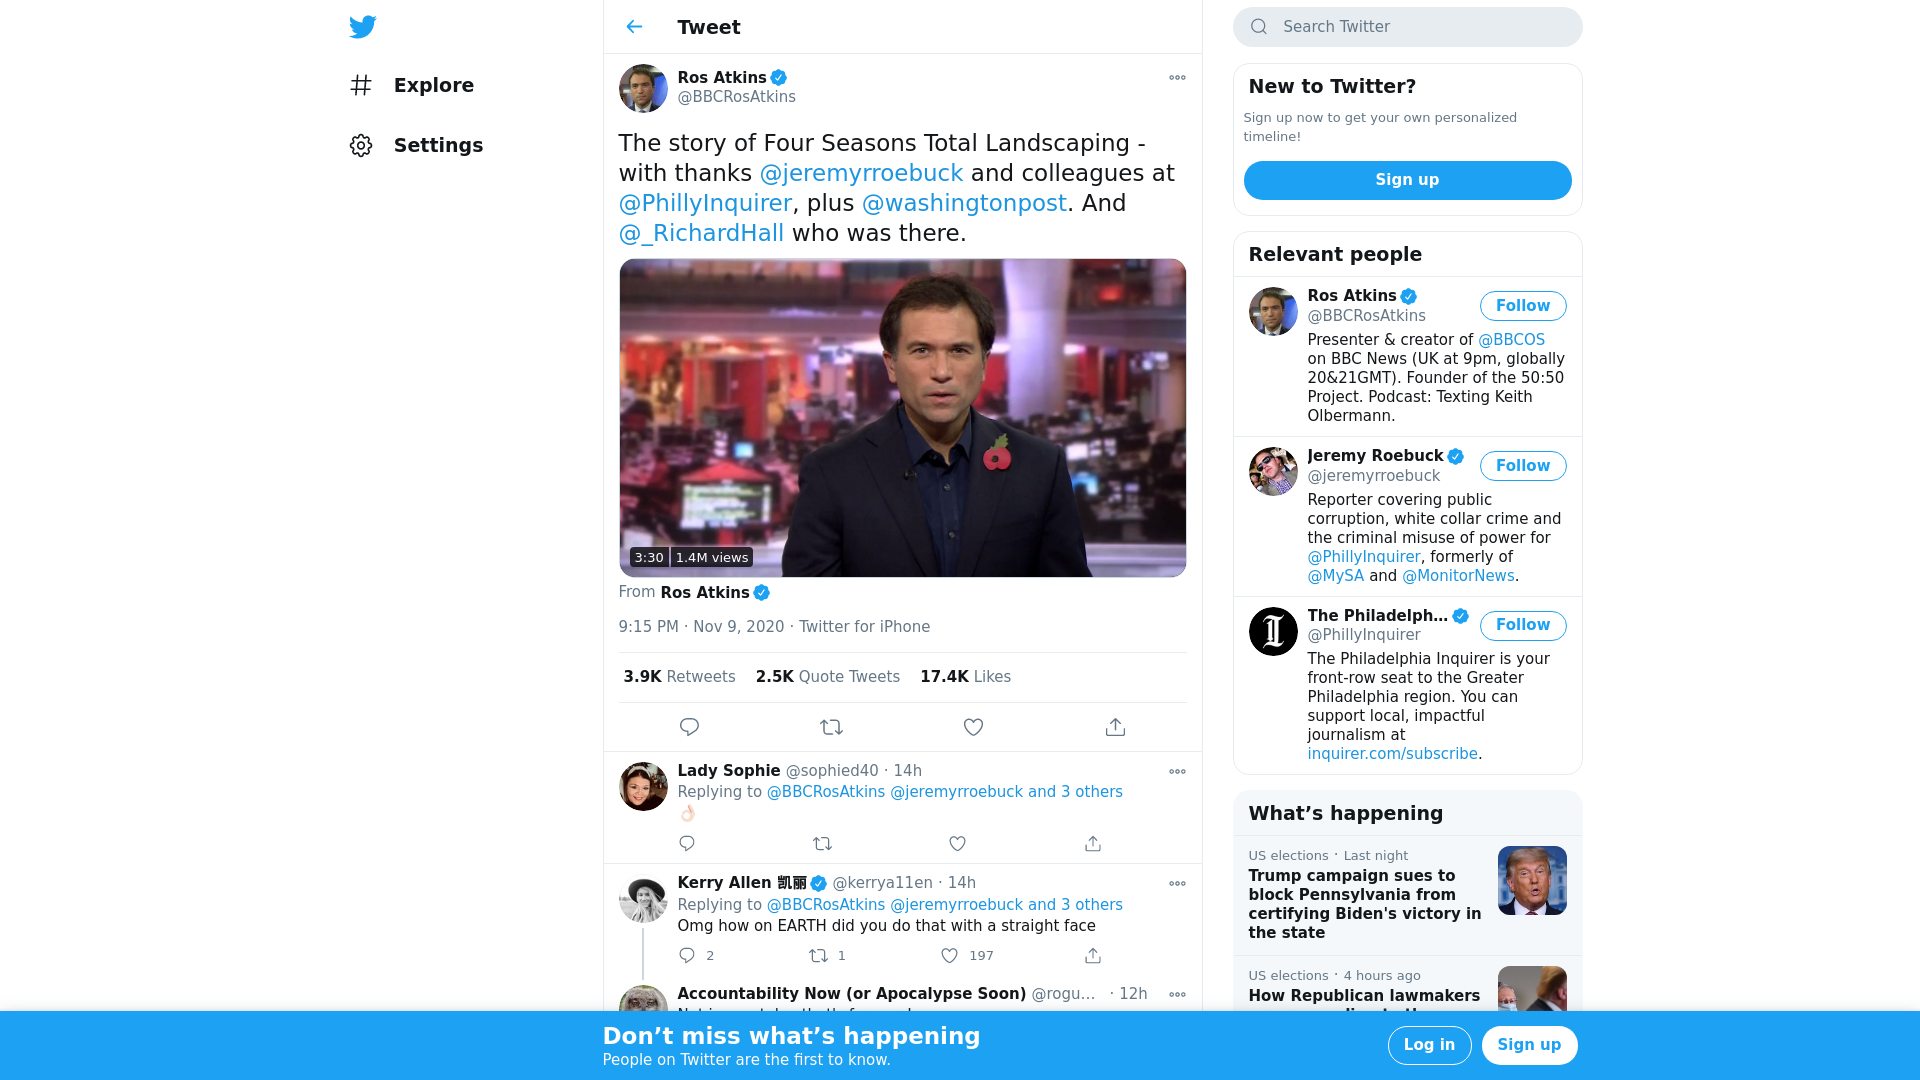 Explore
Settings
Tweet
Ros Atkins
@BBCRosAtkins
The story of Four Seasons Total Landscaping -
with thanks @jeremyrroebuck and colleagues at
@PhillyInquirer, plus @washingtonpost. And
@_RichardHall who was there.
3:30 1.4M views
From Ros Atkins
9:15 PM · Nov 9, 2020 · Twitter for iPhone
3.9K Retweets 2.5K Quote Tweets 17.4K Likes
Lady Sophie @sophied40 · 14h
Replying to @BBCRosAtkins @jeremyrroebuck and 3 others
👌🏻
Kerry Allen 凯丽 @kerrya11en · 14h
Replying to @BBCRosAtkins @jeremyrroebuck and 3 others
Omg how on EARTH did you do that with a straight face
2 1 197
Accountability Now (or Apocalypse Soon) @rogu… · 12h
Search Twitter
New to Twitter?
Sign up now to get your own personalized
timeline!
Sign up
Relevant people
Ros Atkins
@BBCRosAtkins
Follow
Presenter & creator of @BBCOS
on BBC News (UK at 9pm, globally
20&21GMT). Founder of the 50:50
Project. Podcast: Texting Keith
Olbermann.
Jeremy Roebuck
@jeremyrroebuck
Follow
Reporter covering public
corruption, white collar crime and
the criminal misuse of power for
@PhillyInquirer, formerly of
@MySA and @MonitorNews.
The Philadelph…
@PhillyInquirer
Follow
The Philadelphia Inquirer is your
front-row seat to the Greater
Philadelphia region. You can
support local, impactful
journalism at
inquirer.com/subscribe.
What’s happening
US elections · Last night
Trump campaign sues to
block Pennsylvania from
certifying Biden's victory in
the state
US elections · 4 hours ago
How Republican lawmakers
Don’t miss what’s happening
People on Twitter are the first to know.
Log in
Sign up